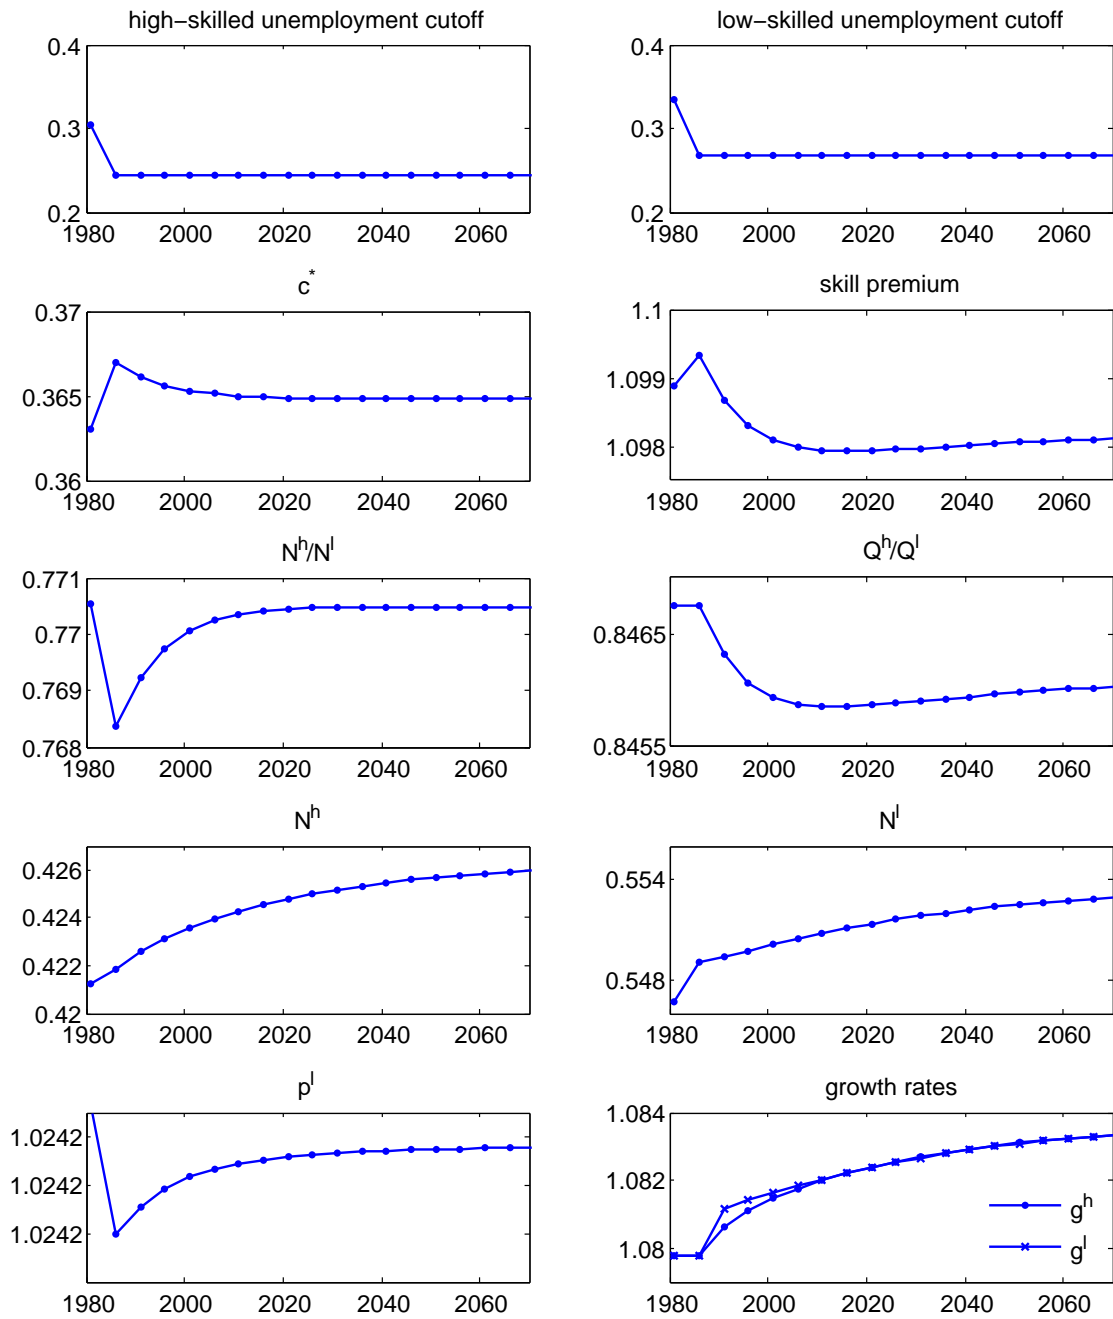 high−skilled unemployment cutoff
0.4
0.3
0.2
1980 2000 2020 2040 2060
low−skilled unemployment cutoff
0.4
0.3
0.2
1980 2000 2020 2040 2060
c*
0.37
0.365
0.36
1980 2000 2020 2040 2060
skill premium
1.1
1.099
1.098
1980 2000 2020 2040 2060
N^h/N^l
0.771
0.77
0.769
0.768
1980 2000 2020 2040 2060
Q^h/Q^l
0.8465
0.8455
1980 2000 2020 2040 2060
N^h
0.426
0.424
0.422
0.42
1980 2000 2020 2040 2060
N^l
0.554
0.548
1980 2000 2020 2040 2060
p^l
1.0242
1.0242
1.0242
1980 2000 2020 2040 2060
growth rates
1.084
1.082
1.08
g^h
g^l
1980 2000 2020 2040 2060